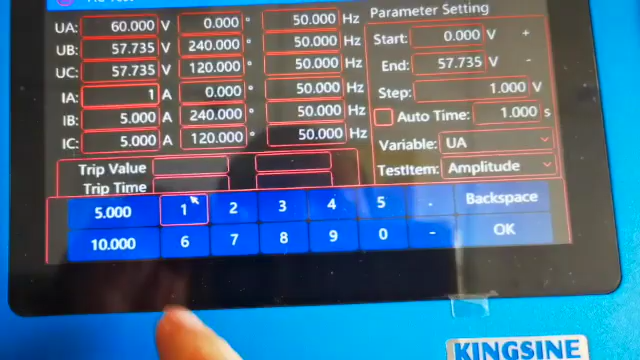 UA: 60.000 V 0.000 ° 50.000 Hz
UB: 57.735 V 240.000 ° 50.000 Hz
UC: 57.735 V 120.000 ° 50.000 Hz
IA: 1 A 0.000 ° 50.000 Hz
IB: 5.000 A 240.000 ° 50.000 Hz
IC: 5.000 A 120.000 ° 50.000 Hz
Trip Value
Trip Time
Parameter Setting
Start: 0.000 V +
End: 57.735 V -
Step: 1.000 V
Auto Time: 1.000 s
Variable: UA
TestItem: Amplitude
5.000 1 2 3 4 5 . Backspace
10.000 6 7 8 9 0 - OK
KINGSINE